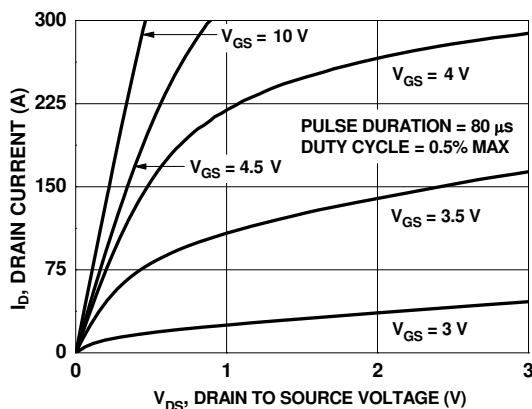 300
225
150
75
0
I_D, DRAIN CURRENT (A)
V_GS = 10 V
V_GS = 4 V
PULSE DURATION = 80 µs
DUTY CYCLE = 0.5% MAX
V_GS = 4.5 V
V_GS = 3.5 V
V_GS = 3 V
0 1 2 3
V_DS, DRAIN TO SOURCE VOLTAGE (V)